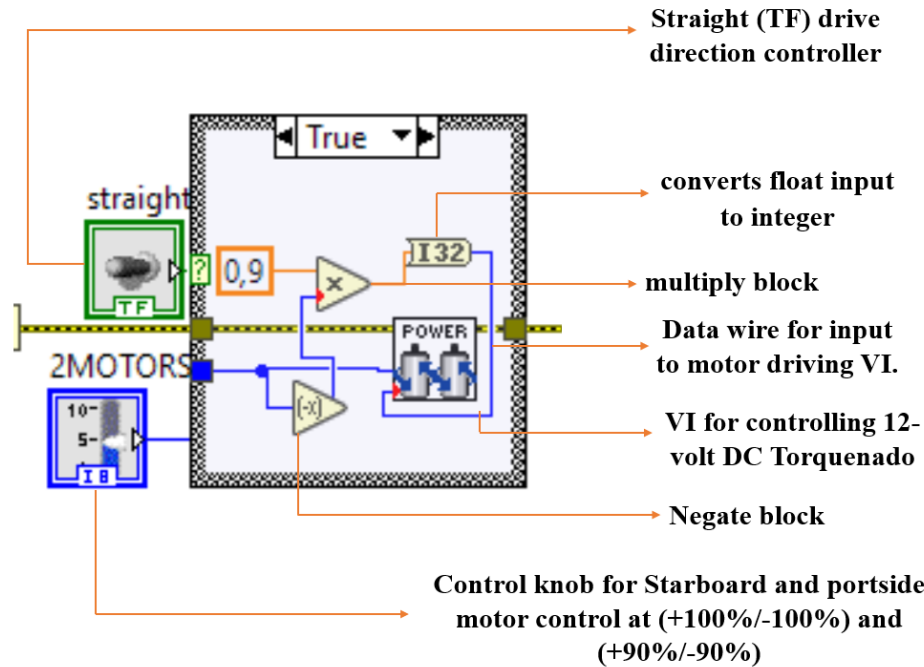 Straight (TF) drive
direction controller
True
straight
converts float input
to integer
I32
?
0,9
x
multiply block
TF
POWER
Data wire for input
to motor driving VI.
2MOTORS
10-
(-x)
5-
VI for controlling 12-
volt DC Torquenado
I8
Negate block
Control knob for Starboard and portside
motor control at (+100%/-100%) and
(+90%/-90%)